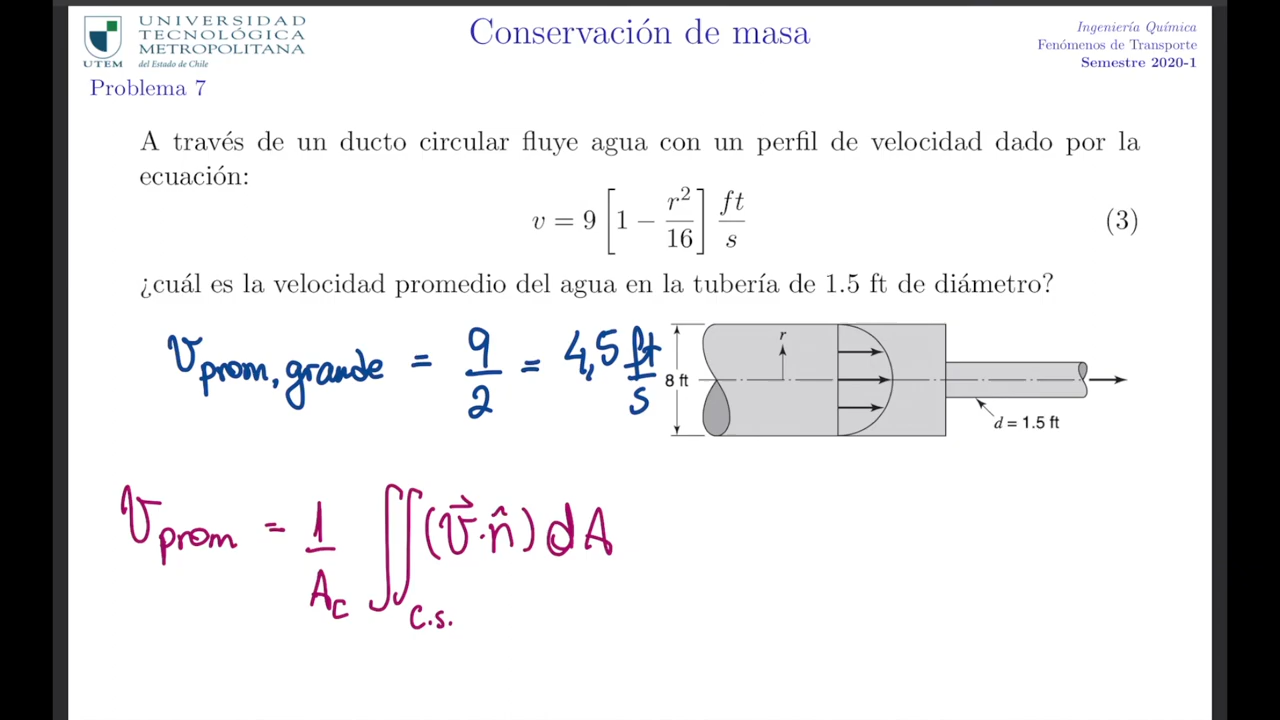 UTEM
UNIVERSIDAD
TECNOLÓGICA
METROPOLITANA
del Estado de Chile
Conservación de masa
Ingeniería Química
Fenómenos de Transporte
Semestre 2020-1
Problema 7
A través de un ducto circular fluye agua con un perfil de velocidad dado por la
ecuación:
v = 9 [1 − r²/16] ft/s (3)
¿cuál es la velocidad promedio del agua en la tubería de 1.5 ft de diámetro?
v prom, grande = 9/2 = 4,5 ft/s
r
8 ft
d = 1.5 ft
v prom = 1/A_c ∬_c.s. (v⃗·n̂) dA